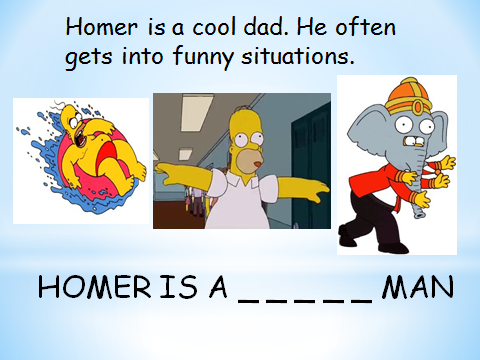 Homer is a cool dad. He often
gets into funny situations.
HOMER IS A _ _ _ _ _ MAN